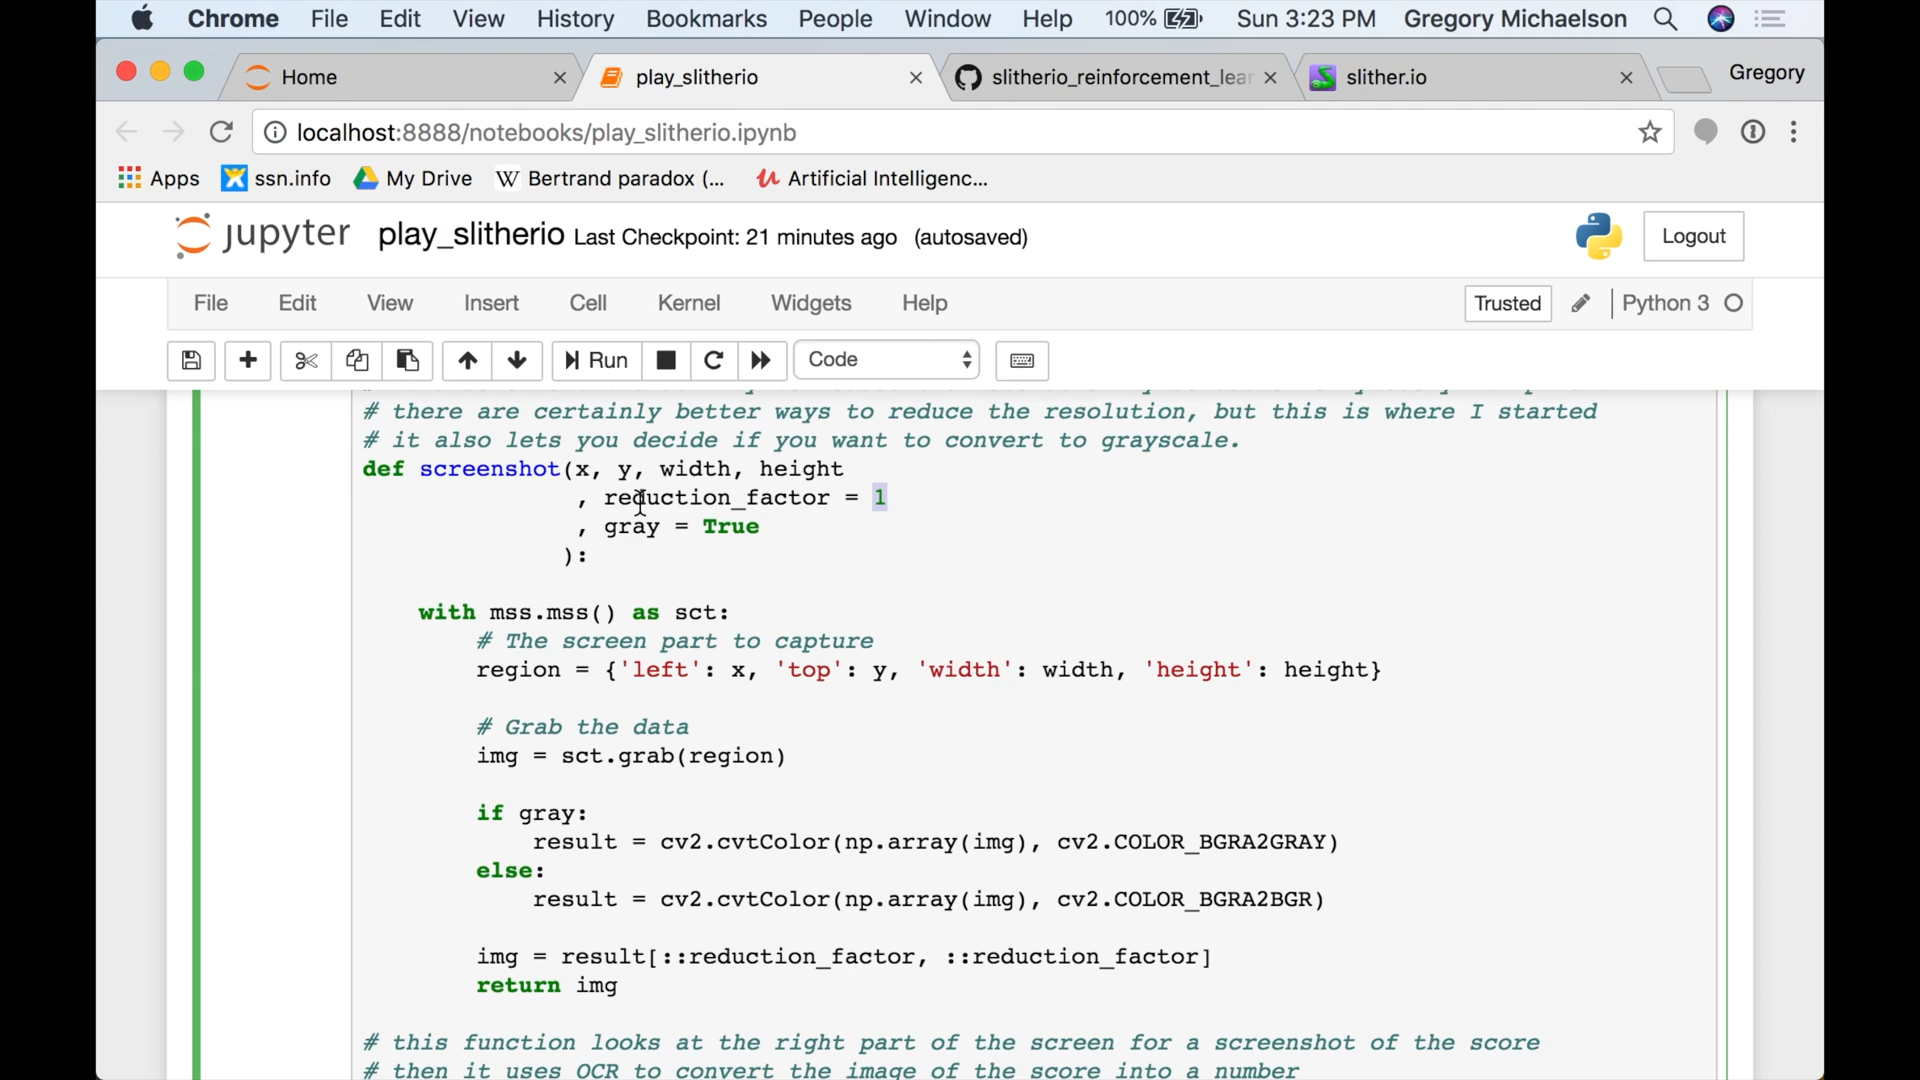 Chrome File Edit View History Bookmarks People Window Help 100% Sun 3:23 PM Gregory Michaelson
Home play_slitherio slitherio_reinforcement_lear slither.io Gregory
localhost:8888/notebooks/play_slitherio.ipynb
Apps ssn.info My Drive W Bertrand paradox (... Artificial Intelligenc...
jupyter play_slitherio Last Checkpoint: 21 minutes ago (autosaved) Logout
File Edit View Insert Cell Kernel Widgets Help Trusted Python 3
Run Code
# there are certainly better ways to reduce the resolution, but this is where I started
# it also lets you decide if you want to convert to grayscale.
def screenshot(x, y, width, height
, reduction_factor = 1
, gray = True
):
with mss.mss() as sct:
# The screen part to capture
region = {'left': x, 'top': y, 'width': width, 'height': height}
# Grab the data
img = sct.grab(region)
if gray:
result = cv2.cvtColor(np.array(img), cv2.COLOR_BGRA2GRAY)
else:
result = cv2.cvtColor(np.array(img), cv2.COLOR_BGRA2BGR)
img = result[::reduction_factor, ::reduction_factor]
return img
# this function looks at the right part of the screen for a screenshot of the score
# then it uses OCR to convert the image of the score into a number